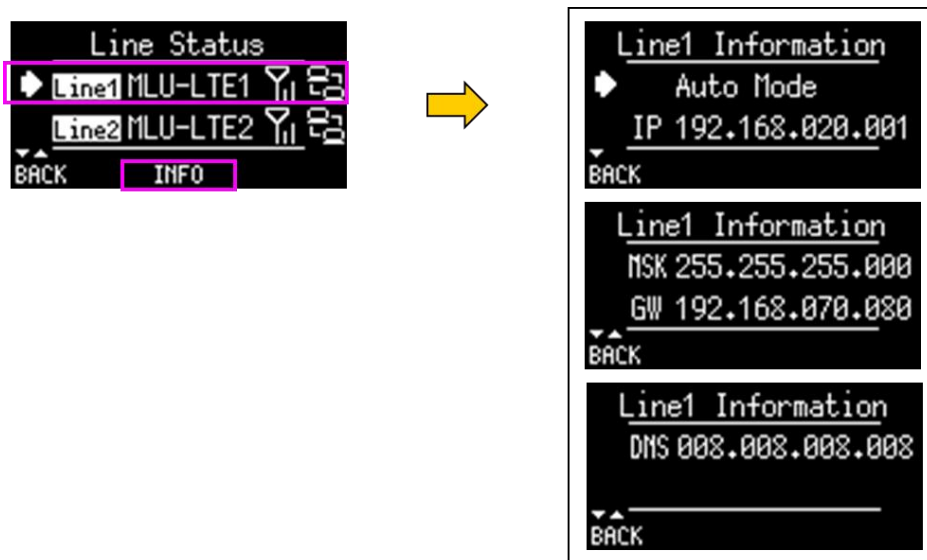 Line Status
Line1 MLU-LTE1
Line2 MLU-LTE2
BACK INFO
Line1 Information
Auto Mode
IP 192.168.020.001
BACK
Line1 Information
MSK 255.255.255.000
GW 192.168.070.080
BACK
Line1 Information
DNS 008.008.008.008
BACK